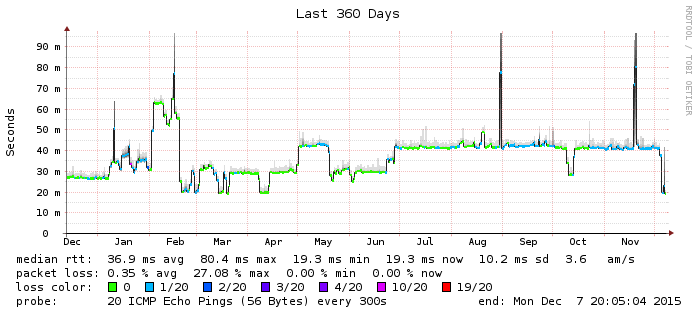 Last 360 Days
RRDTOOL / TOBI OETIKER
Seconds
90 m
80 m
70 m
60 m
50 m
40 m
30 m
20 m
10 m
0
Dec Jan Feb Mar Apr May Jun Jul Aug Sep Oct Nov
median rtt: 36.9 ms avg 80.4 ms max 19.3 ms min 19.3 ms now 10.2 ms sd 3.6 am/s
packet loss: 0.35 % avg 27.08 % max 0.00 % min 0.00 % now
loss color: 0 1/20 2/20 3/20 4/20 10/20 19/20
probe: 20 ICMP Echo Pings (56 Bytes) every 300s end: Mon Dec 7 20:05:04 2015